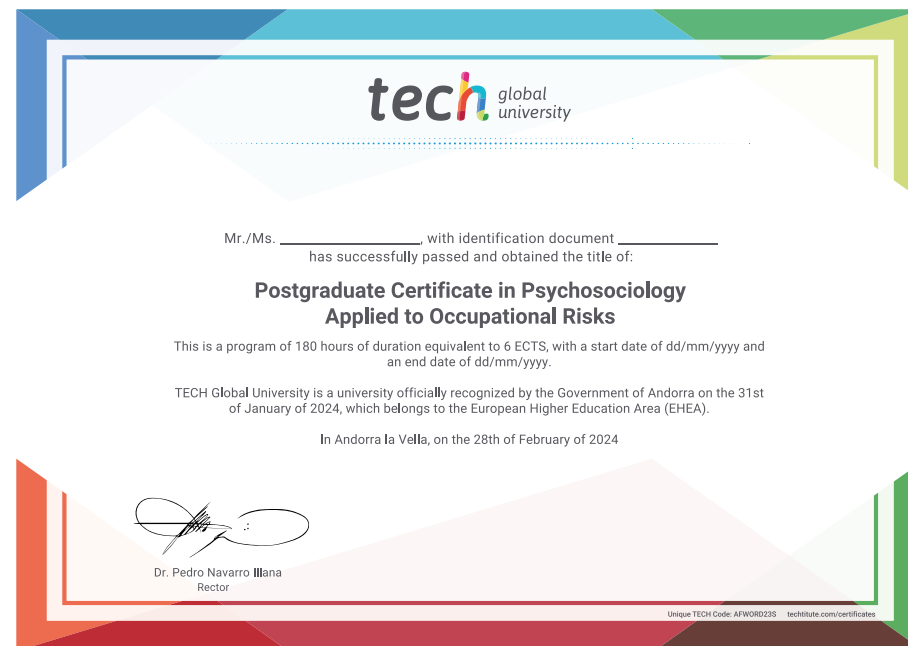 tech global university
Mr./Ms. ____________, with identification document ____________
has successfully passed and obtained the title of:
Postgraduate Certificate in Psychosociology
Applied to Occupational Risks
This is a program of 180 hours of duration equivalent to 6 ECTS, with a start date of dd/mm/yyyy and
an end date of dd/mm/yyyy.
TECH Global University is a university officially recognized by the Government of Andorra on the 31st
of January of 2024, which belongs to the European Higher Education Area (EHEA).
In Andorra la Vella, on the 28th of February of 2024
Dr. Pedro Navarro Illana
Rector
Unique TECH Code: AFWORD23S techtitute.com/certificates